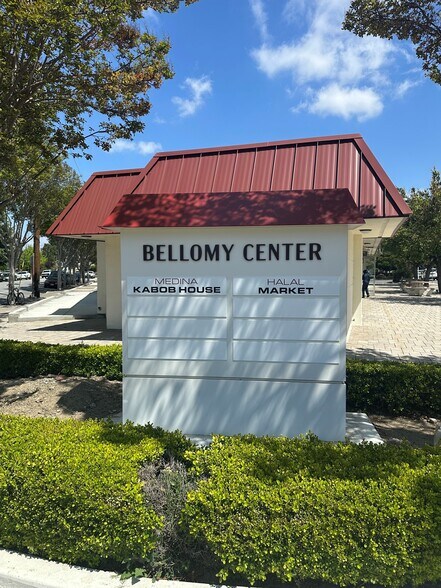 BELLOMY CENTER
MEDINA
KABOB HOUSE
HALAL
MARKET